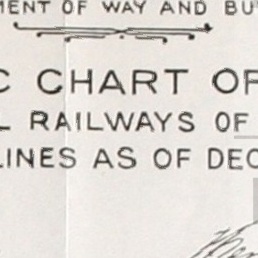 MENT OF WAY AND BU
C CHART OF
L RAILWAYS OF
LINES AS OF DEC